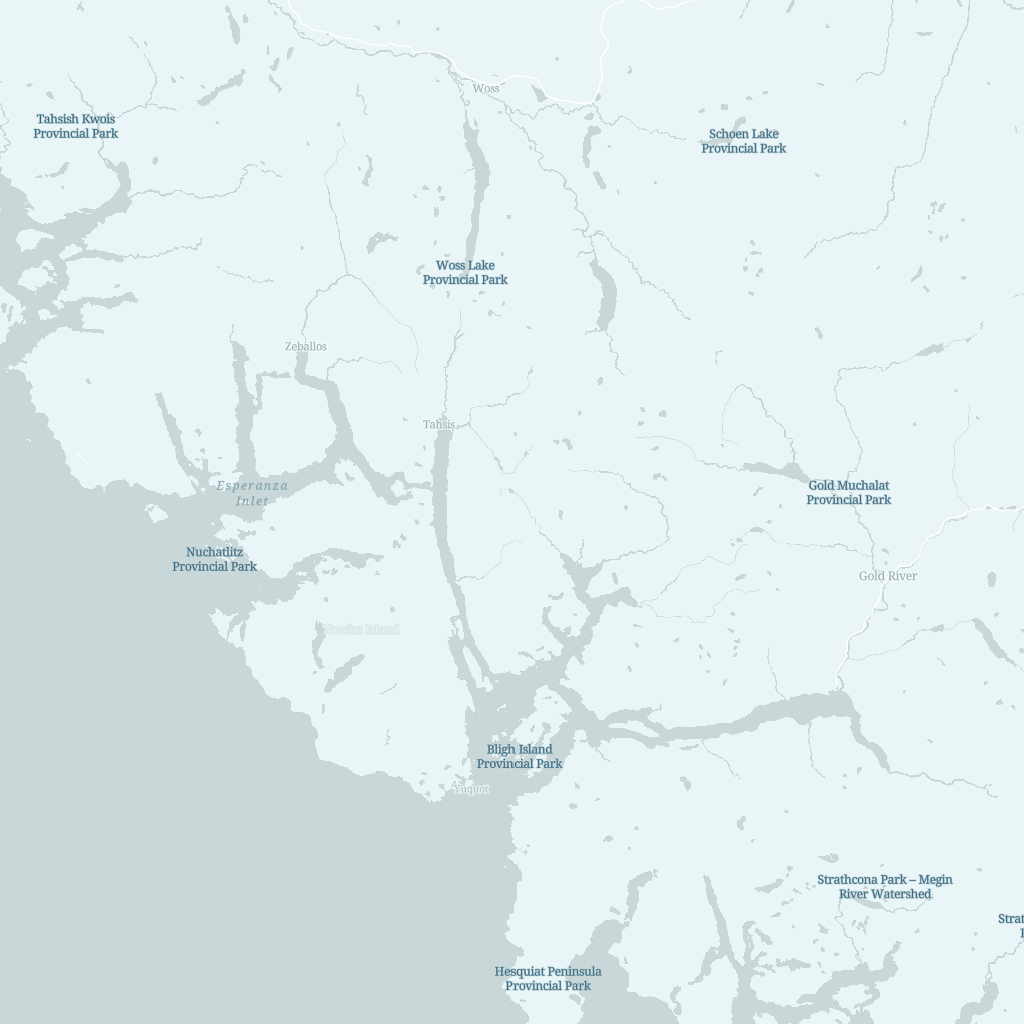 Woss
Tahsish Kwois
Provincial Park
Schoen Lake
Provincial Park
Woss Lake
Provincial Park
Zeballos
Tahsis
Esperanza
Inlet
Gold Muchalat
Provincial Park
Nuchatlitz
Provincial Park
Gold River
Nootka Island
Bligh Island
Provincial Park
Yuquot
Strathcona Park – Megin
River Watershed
Hesquiat Peninsula
Provincial Park